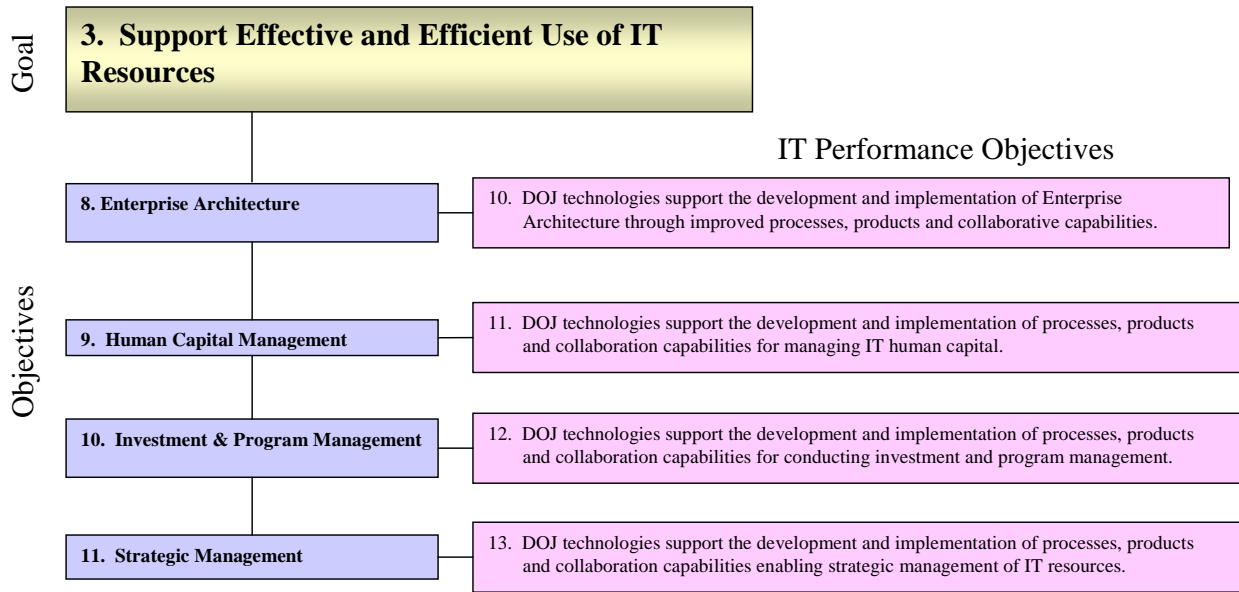 Goal
3. Support Effective and Efficient Use of IT
Resources
IT Performance Objectives
Objectives
8. Enterprise Architecture
10. DOJ technologies support the development and implementation of Enterprise
Architecture through improved processes, products and collaborative capabilities.
9. Human Capital Management
11. DOJ technologies support the development and implementation of processes, products
and collaboration capabilities for managing IT human capital.
10. Investment & Program Management
12. DOJ technologies support the development and implementation of processes, products
and collaboration capabilities for conducting investment and program management.
11. Strategic Management
13. DOJ technologies support the development and implementation of processes, products
and collaboration capabilities enabling strategic management of IT resources.